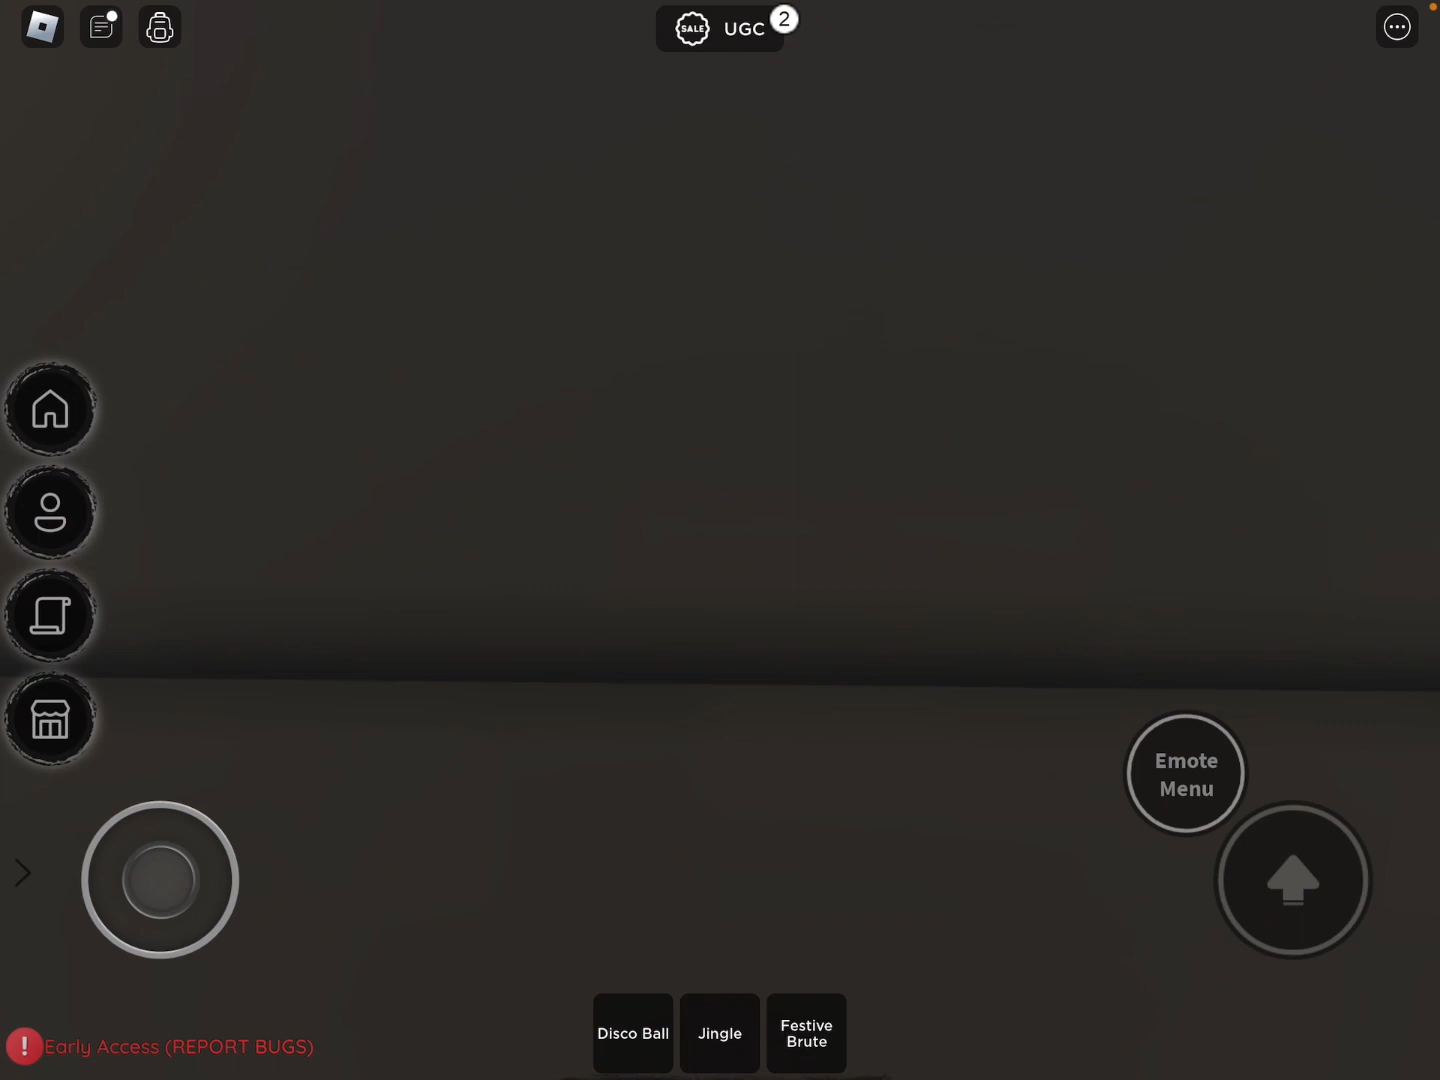 SALE UGC 2
Emote
Menu
Disco Ball
Jingle
Festive
Brute
! Early Access (REPORT BUGS)